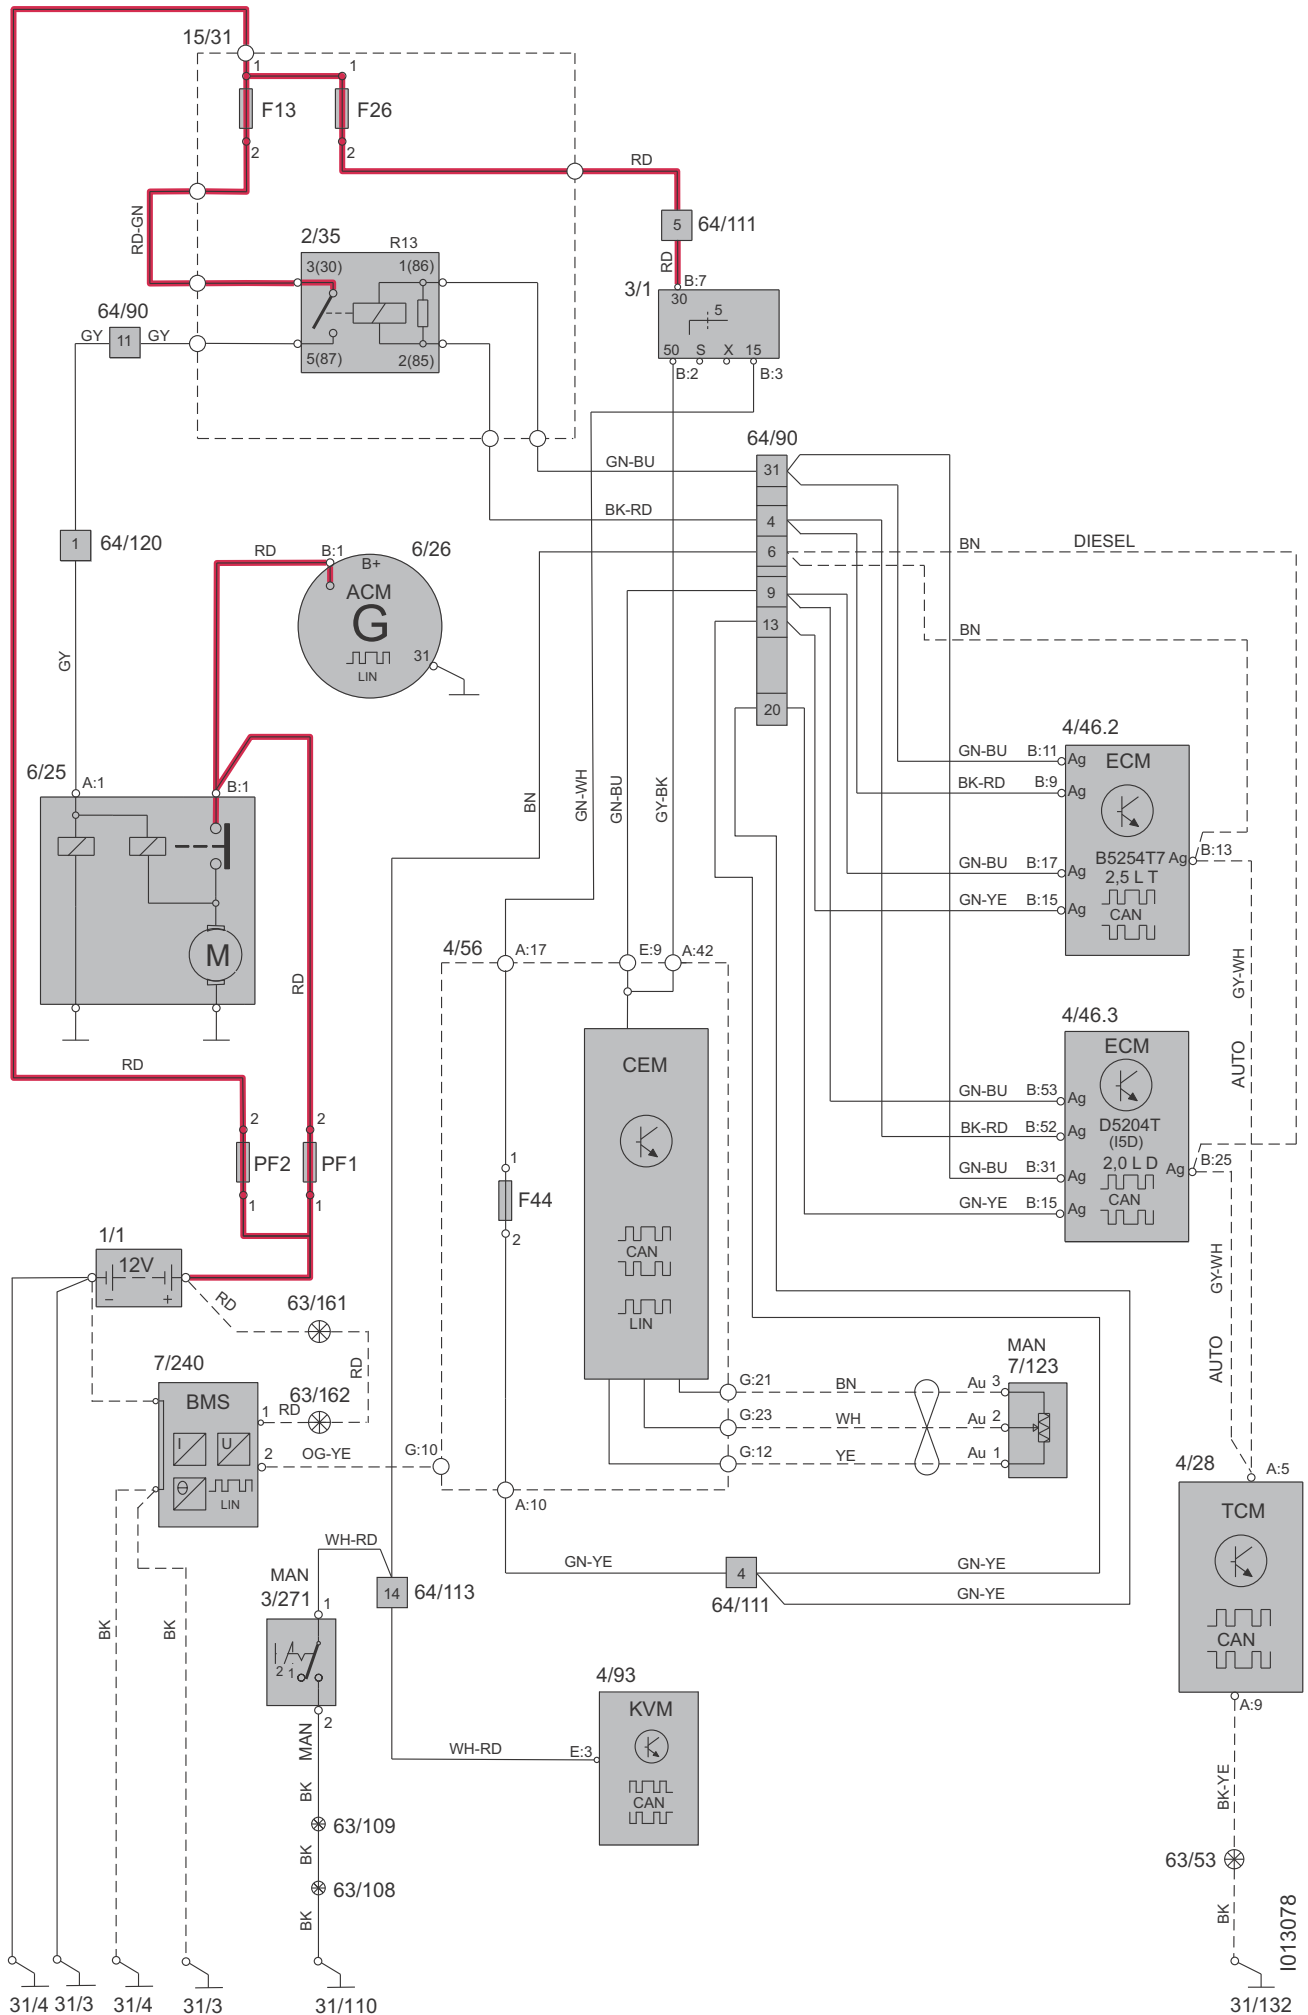 15/31
1
1
F13
F26
2
2
RD
RD-GN
5
64/111
2/35
R13
RD
3(30)
1(86)
B:7
3/1
30
5
64/90
GY
11
GY
5(87)
2(85)
50
S
X
15
B:2
B:3
64/90
GN-BU
31
BK-RD
4
1
64/120
6/26
RD
B:1
B+
6
BN
DIESEL
ACM
G
LIN
31
9
13
BN
GY
20
4/46.2
GN-BU
B:11
Ag
ECM
6/25
A:1
B:1
BN
GN-WH
GN-BU
GY-BK
BK-RD
B:9
Ag
B5254T7
Ag
B:13
GN-BU
B:17
Ag
2,5 L T
GN-YE
B:15
Ag
CAN
M
4/56
A:17
E:9
A:42
RD
GY-WH
4/46.3
ECM
RD
CEM
AUTO
GN-BU
B:53
Ag
D5204T
(I5D)
2
2
BK-RD
B:52
Ag
PF2
PF1
1
GN-BU
B:31
Ag
2,0 L D
Ag
B:25
1
1
F44
GN-YE
B:15
Ag
CAN
2
1/1
12V
CAN
GY-WH
–
+
RD
63/161
LIN
AUTO
7/240
RD
MAN
7/123
BMS
63/162
G:21
BN
Au
3
1
RD
I
U
G:23
WH
Au
2
2
OG-YE
G:10
G:12
YE
Au
1
4/28
A:5
Θ
LIN
A:10
TCM
WH-RD
GN-YE
4
GN-YE
MAN
3/271
14
64/113
64/111
GN-YE
1
BK
BK
CAN
2
1
4/93
KVM
A:9
2
MAN
WH-RD
E:3
BK
CAN
BK-YE
63/109
BK
63/53
63/108
BK
BK
I013078
31/4
31/3
31/4
31/3
31/110
31/132